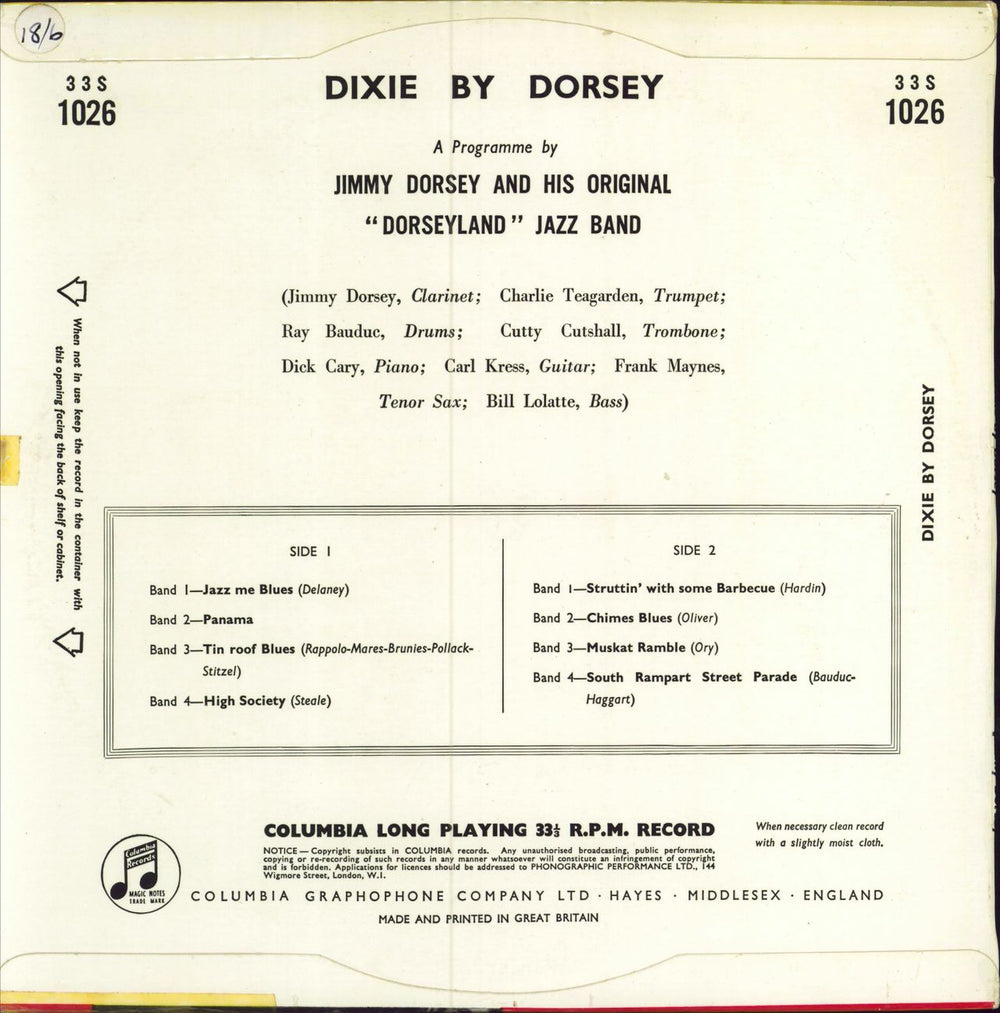 18/6
33S
1026
DIXIE BY DORSEY
33S
1026
A Programme by
JIMMY DORSEY AND HIS ORIGINAL
“DORSEYLAND” JAZZ BAND
(Jimmy Dorsey, Clarinet; Charlie Teagarden, Trumpet;
Ray Bauduc, Drums; Cutty Cutshall, Trombone;
Dick Cary, Piano; Carl Kress, Guitar; Frank Maynes,
Tenor Sax; Bill Lolatte, Bass)
When not in use keep the record in the container with
this opening facing the back of shelf or cabinet.
DIXIE BY DORSEY
SIDE 1
Band 1—Jazz me Blues (Delaney)
Band 2—Panama
Band 3—Tin roof Blues (Rappolo-Mares-Brunies-Pollack-
Stitzel)
Band 4—High Society (Steale)
SIDE 2
Band 1—Struttin’ with some Barbecue (Hardin)
Band 2—Chimes Blues (Oliver)
Band 3—Muskat Ramble (Ory)
Band 4—South Rampart Street Parade (Bauduc-
Haggart)
Columbia
Records
MAGIC NOTES
TRADE MARK
COLUMBIA LONG PLAYING 33⅓ R.P.M. RECORD
NOTICE — Copyright subsists in COLUMBIA records. Any unauthorised broadcasting, public performance,
copying or re-recording of such records in any manner whatsoever will constitute an infringement of copyright
and is forbidden. Applications for licences should be addressed to PHONOGRAPHIC PERFORMANCE LTD., 144
Wigmore Street, London, W.1.
When necessary clean record
with a slightly moist cloth.
COLUMBIA GRAPHOPHONE COMPANY LTD · HAYES · MIDDLESEX · ENGLAND
MADE AND PRINTED IN GREAT BRITAIN